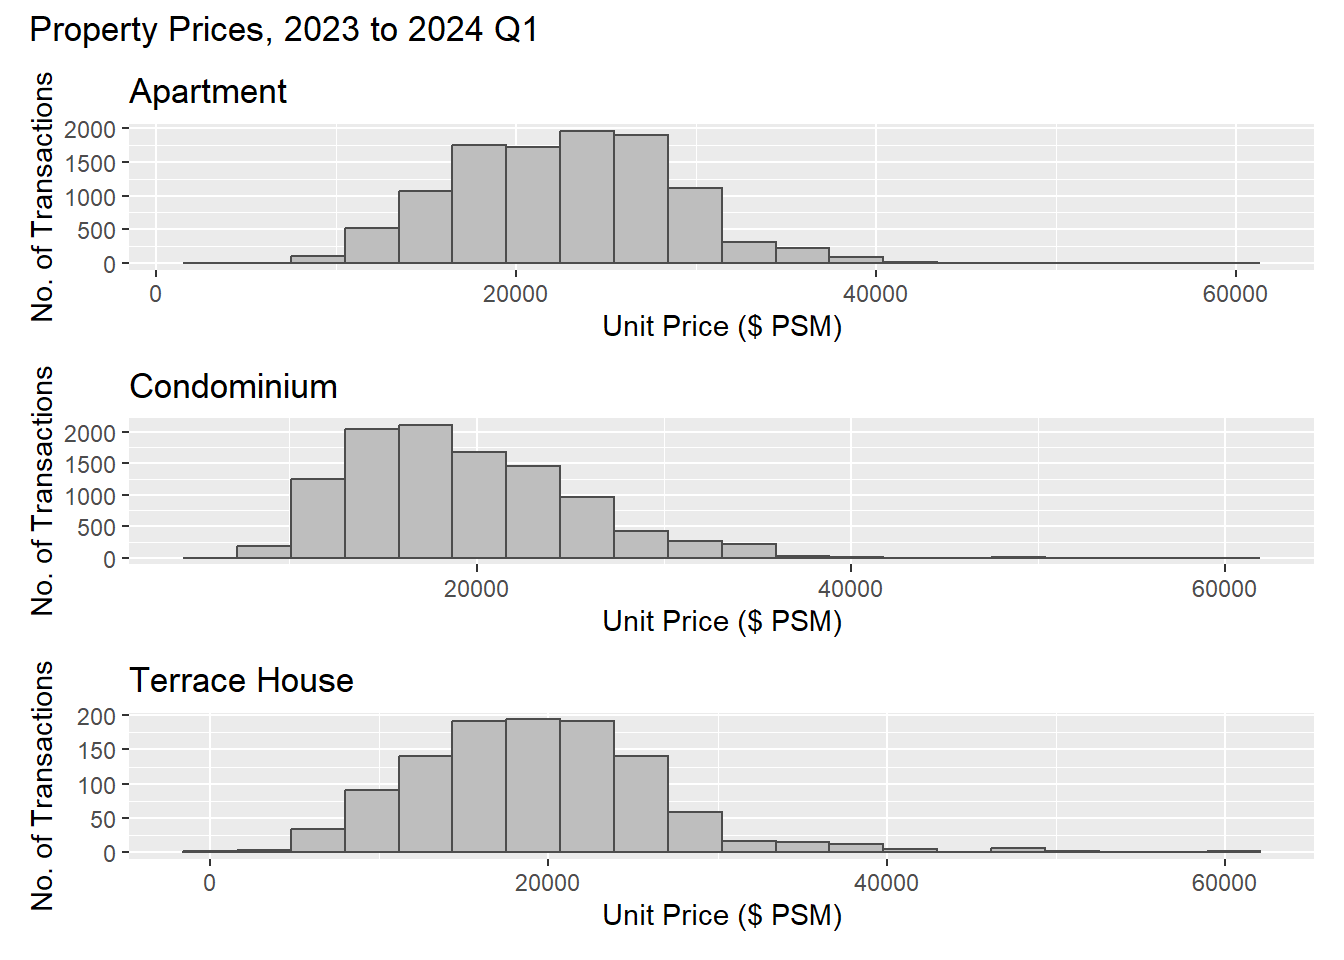 Property Prices, 2023 to 2024 Q1
Apartment
No. of Transactions
2000
1500
1000
500
0
0 20000 40000 60000
Unit Price ($ PSM)
Condominium
No. of Transactions
2000
1500
1000
500
0
20000 40000 60000
Unit Price ($ PSM)
Terrace House
No. of Transactions
200
150
100
50
0
0 20000 40000 60000
Unit Price ($ PSM)